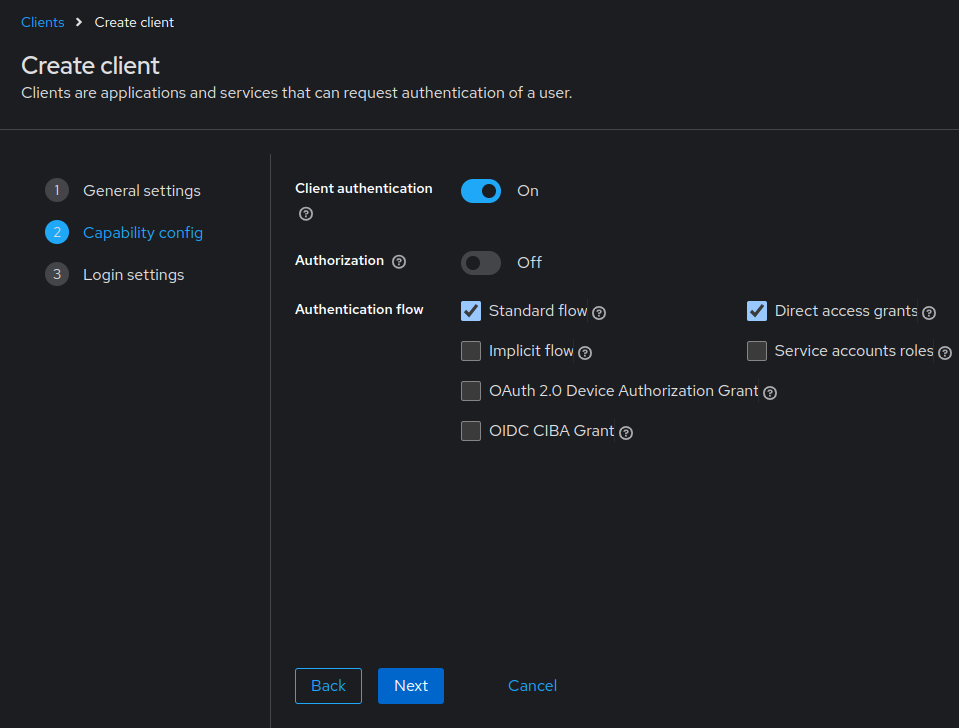 Clients > Create client
Create client
Clients are applications and services that can request authentication of a user.
1 General settings
2 Capability config
3 Login settings
Client authentication
On
Authorization
Off
Authentication flow
Standard flow
Direct access grants
Implicit flow
Service accounts roles
OAuth 2.0 Device Authorization Grant
OIDC CIBA Grant
Back
Next
Cancel